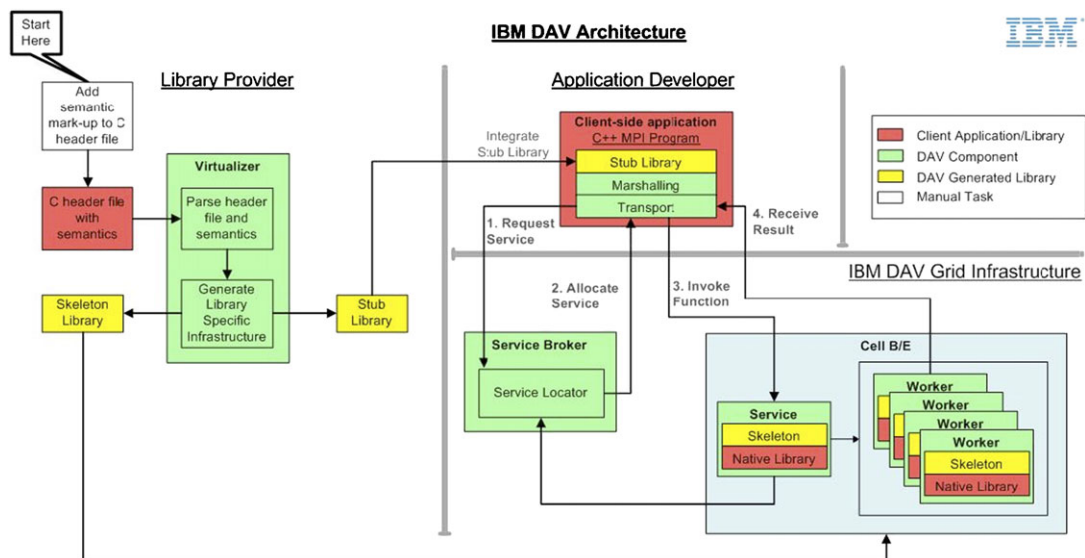 Start
Here
IBM DAV Architecture
IBM
Library Provider
Application Developer
Add
semantic
mark-up to C
header file
Client-side application
C++ MPI Program
Integrate
Stub Library
Stub Library
Marshalling
Transport
Client Application/Library
DAV Component
DAV Generated Library
Manual Task
Virtualizer
C header file
with
semantics
Parse header
file and
semantics
1. Request
Service
4. Receive
Result
2. Allocate
Service
3. Invoke
Function
IBM DAV Grid Infrastructure
Skeleton
Library
Generate
Library
Specific
Infrastructure
Stub
Library
Service Broker
Service Locator
Cell B/E
Service
Skeleton
Native Library
Worker
Worker
Worker
Skeleton
Native Library